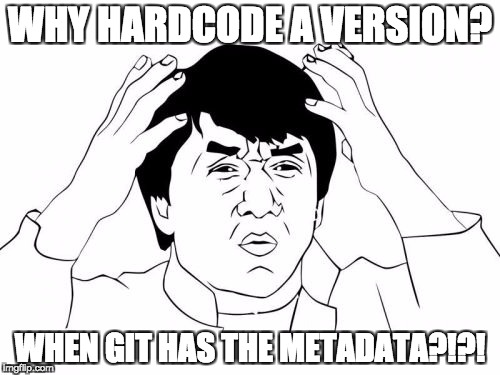 WHY HARDCODE A VERSION?
WHEN GIT HAS THE METADATA?!?!
imgflip.com